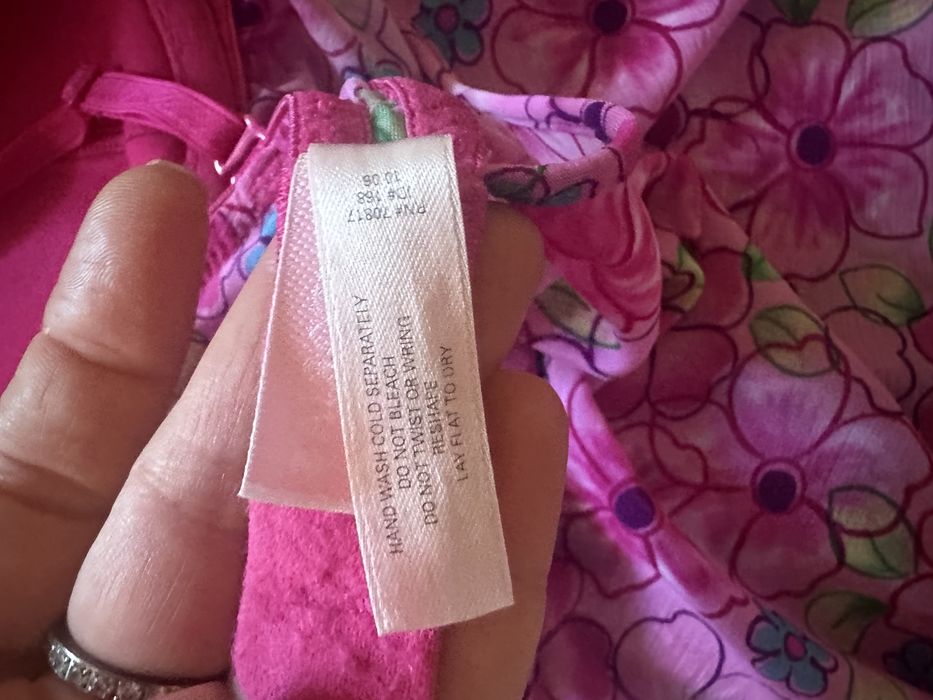 RN# 70817
ID# 168
10 06
HAND WASH COLD SEPARATELY
DO NOT BLEACH
DO NOT TWIST OR WRING
RESHAPE
LAY FLAT TO DRY